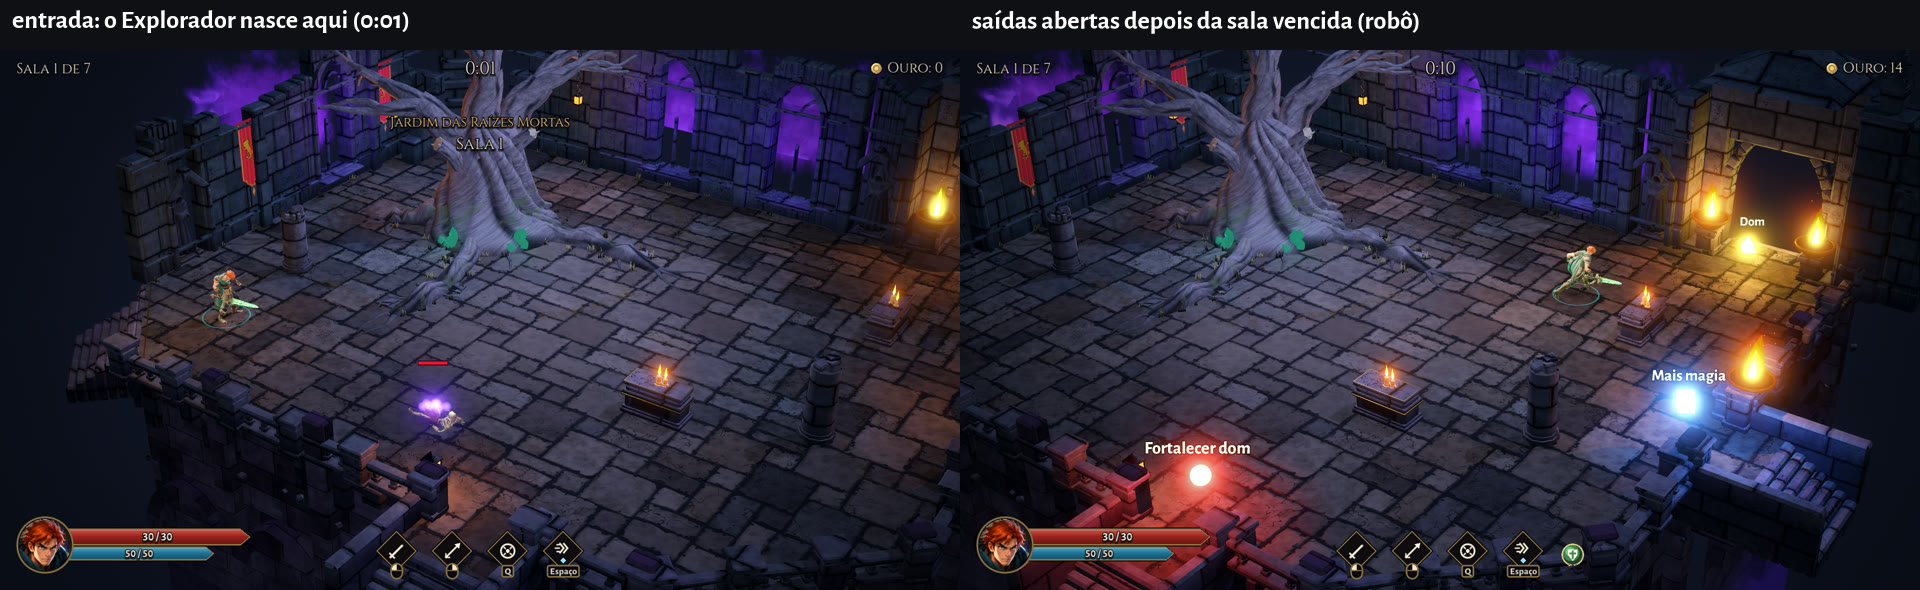 entrada: o Explorador nasce aqui (0:01)
SALA 1 DE 7
0:01
OURO: 0
JARDIM DAS RAÍZES MORTAS
SALA 1
30/30
50/50
Q
Espaço
saídas abertas depois da sala vencida (robô)
SALA 1 DE 7
0:10
OURO: 14
Dom
Mais magia
Fortalecer dom
30/30
50/50
Q
Espaço